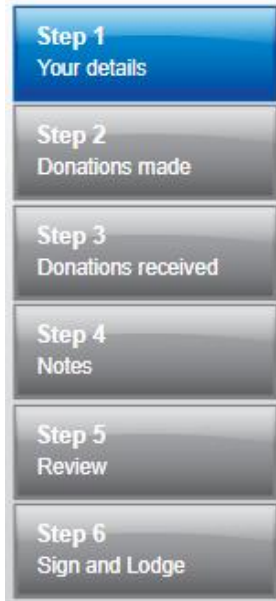 Step 1
Your details
Step 2
Donations made
Step 3
Donations received
Step 4
Notes
Step 5
Review
Step 6
Sign and Lodge